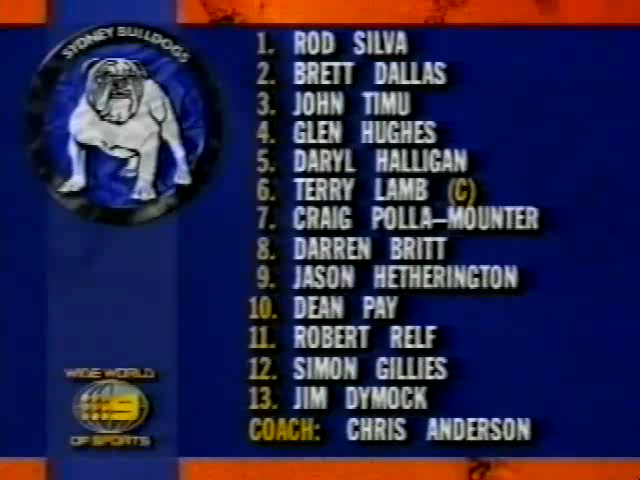 SYDNEY BULLDOGS
1. ROD SILVA
2. BRETT DALLAS
3. JOHN TIMU
4. GLEN HUGHES
5. DARYL HALLIGAN
6. TERRY LAMB (C)
7. CRAIG POLLA-MOUNTER
8. DARREN BRITT
9. JASON HETHERINGTON
10. DEAN PAY
11. ROBERT RELF
12. SIMON GILLIES
13. JIM DYMOCK
COACH: CHRIS ANDERSON
WIDE WORLD
9
OF SPORTS